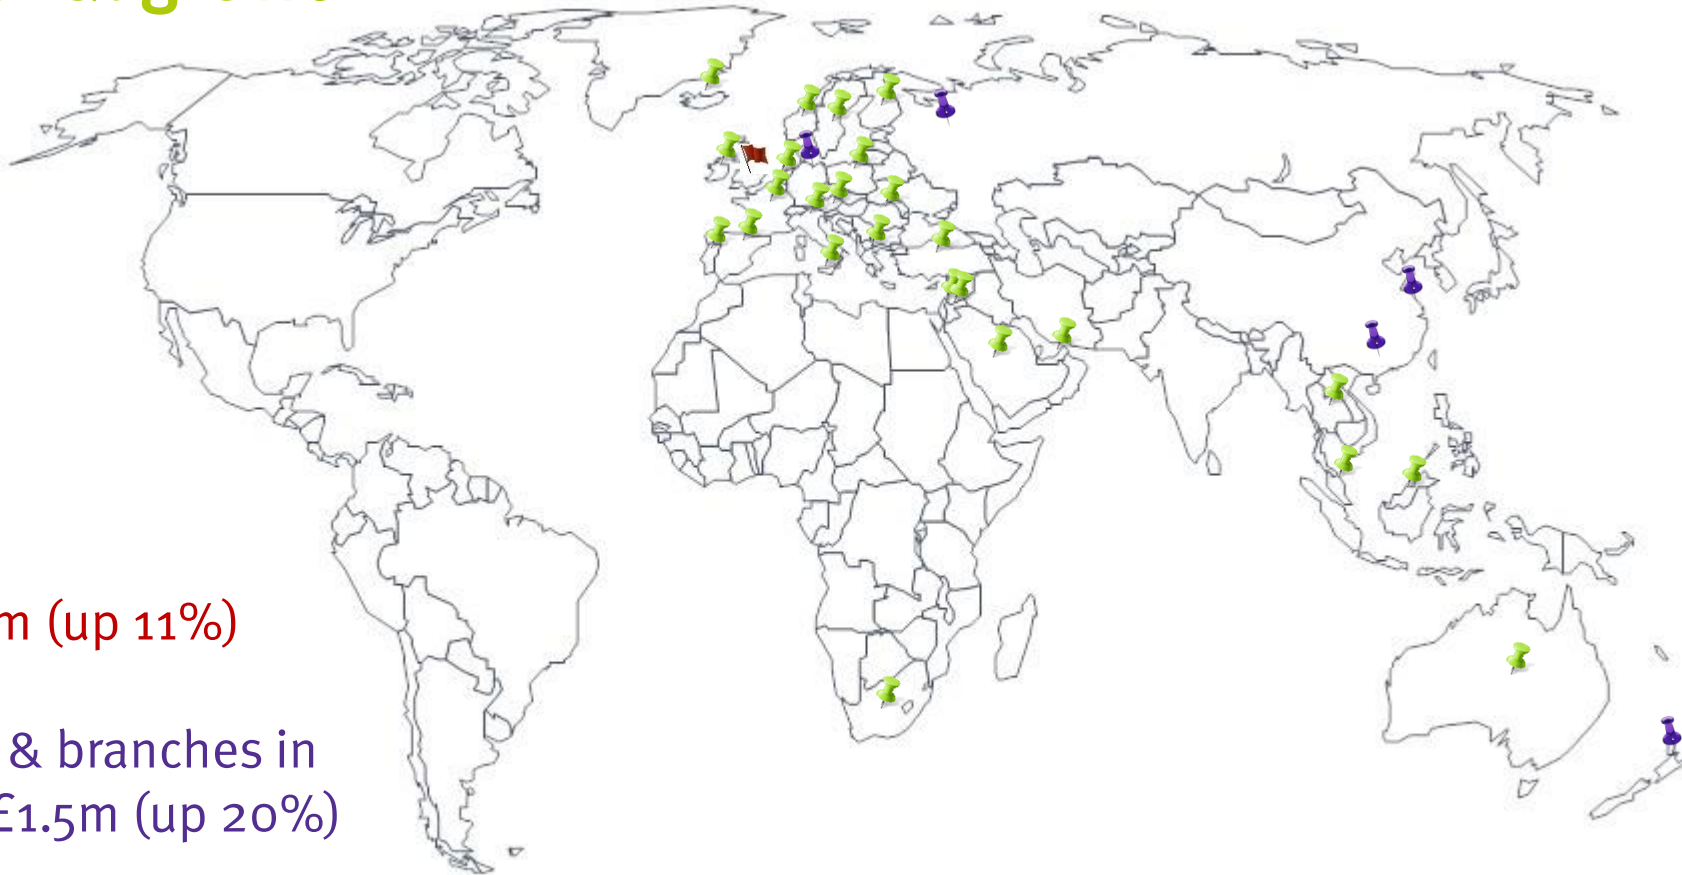 m (up 11%)
& branches in
£1.5m (up 20%)